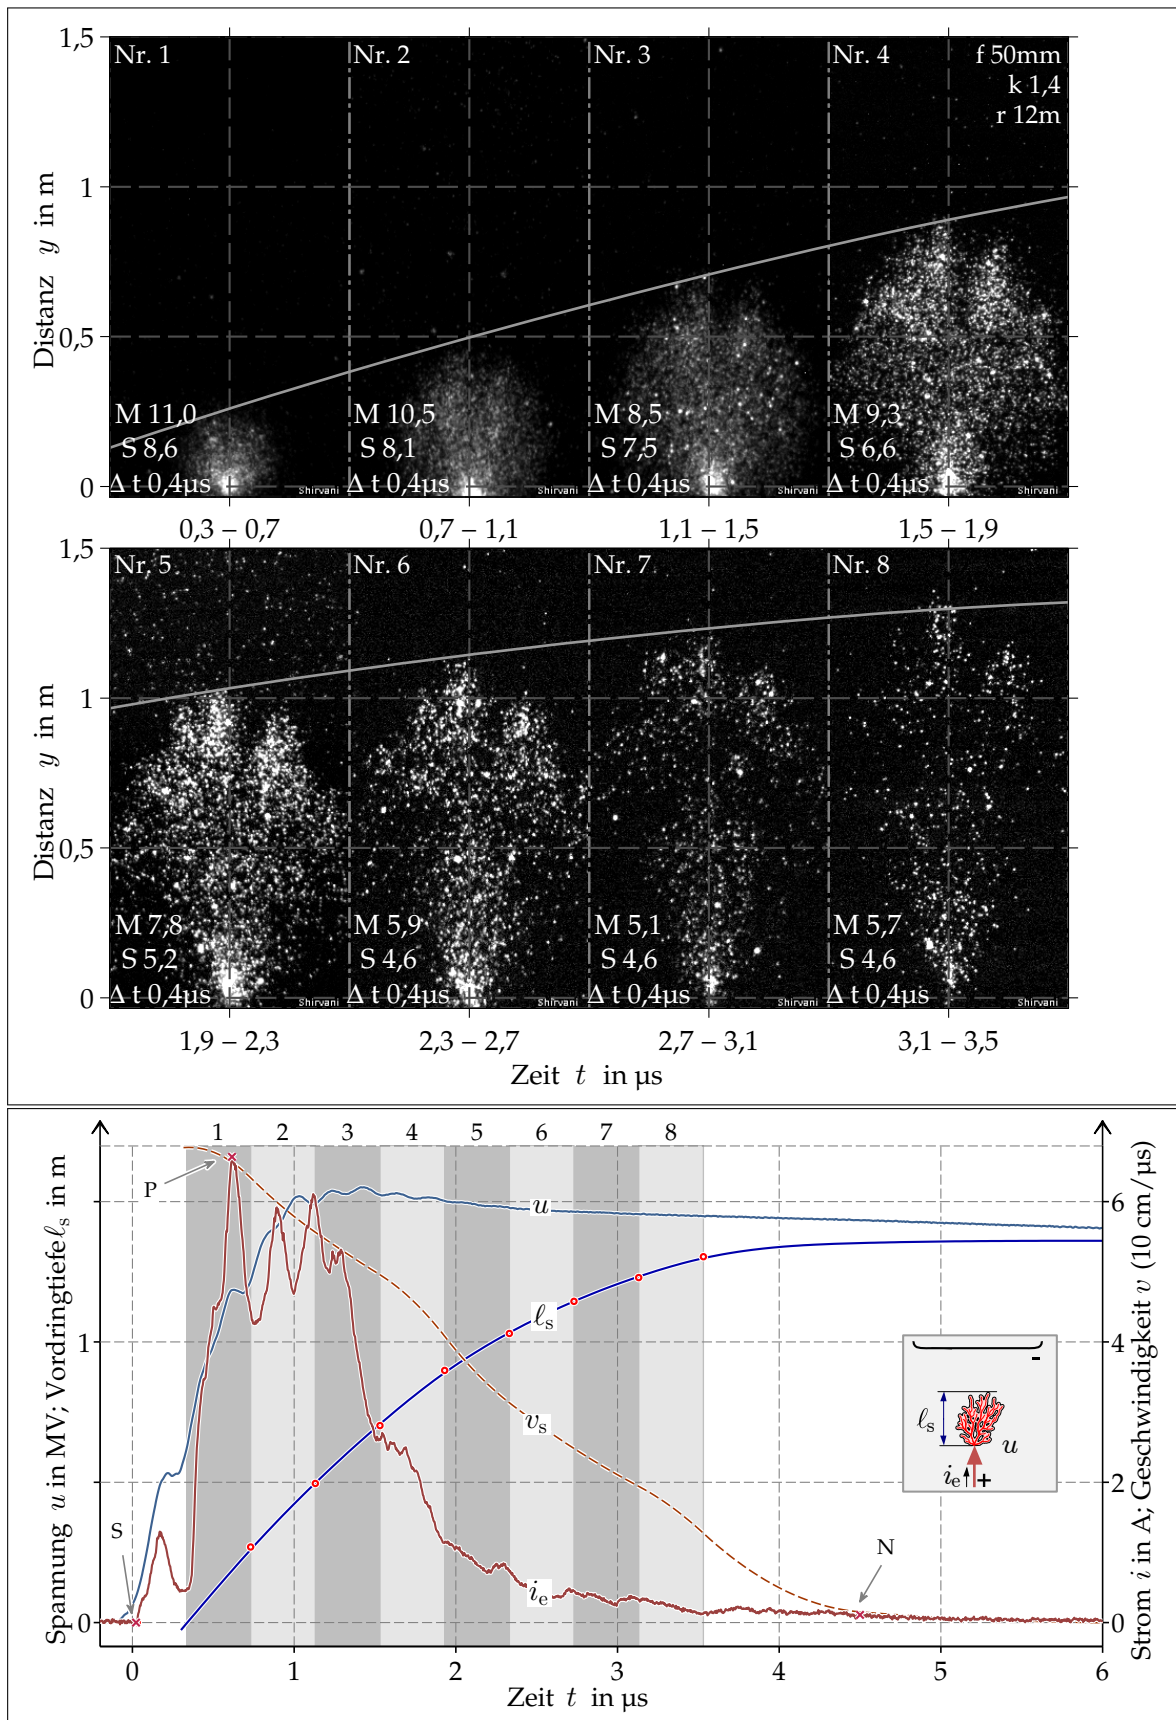 1,5
Nr. 1
Nr. 2
Nr. 3
Nr. 4
f 50mm
k 1,4
r 12m
1
0,5
0
Distanz y in m
M 11,0
S 8,6
Δ t 0,4µs
Shirvani
M 10,5
S 8,1
Δ t 0,4µs
Shirvani
M 8,5
S 7,5
Δ t 0,4µs
Shirvani
M 9,3
S 6,6
Δ t 0,4µs
Shirvani
0,3 – 0,7
0,7 – 1,1
1,1 – 1,5
1,5 – 1,9
1,5
Nr. 5
Nr. 6
Nr. 7
Nr. 8
1
0,5
0
Distanz y in m
M 7,8
S 5,2
Δ t 0,4µs
Shirvani
M 5,9
S 4,6
Δ t 0,4µs
Shirvani
M 5,1
S 4,6
Δ t 0,4µs
Shirvani
M 5,7
S 4,6
Δ t 0,4µs
Shirvani
1,9 – 2,3
2,3 – 2,7
2,7 – 3,1
3,1 – 3,5
Zeit t in µs
1 2 3 4 5 6 7 8
P
u
6
ℓs
1
4
vs
-
ℓs
u
ie
+
2
S
N
ie
0
0
Spannung u in MV; Vordringtiefe ℓs in m
Strom i in A; Geschwindigkeit v (10 cm/µs)
0 1 2 3 4 5 6
Zeit t in µs